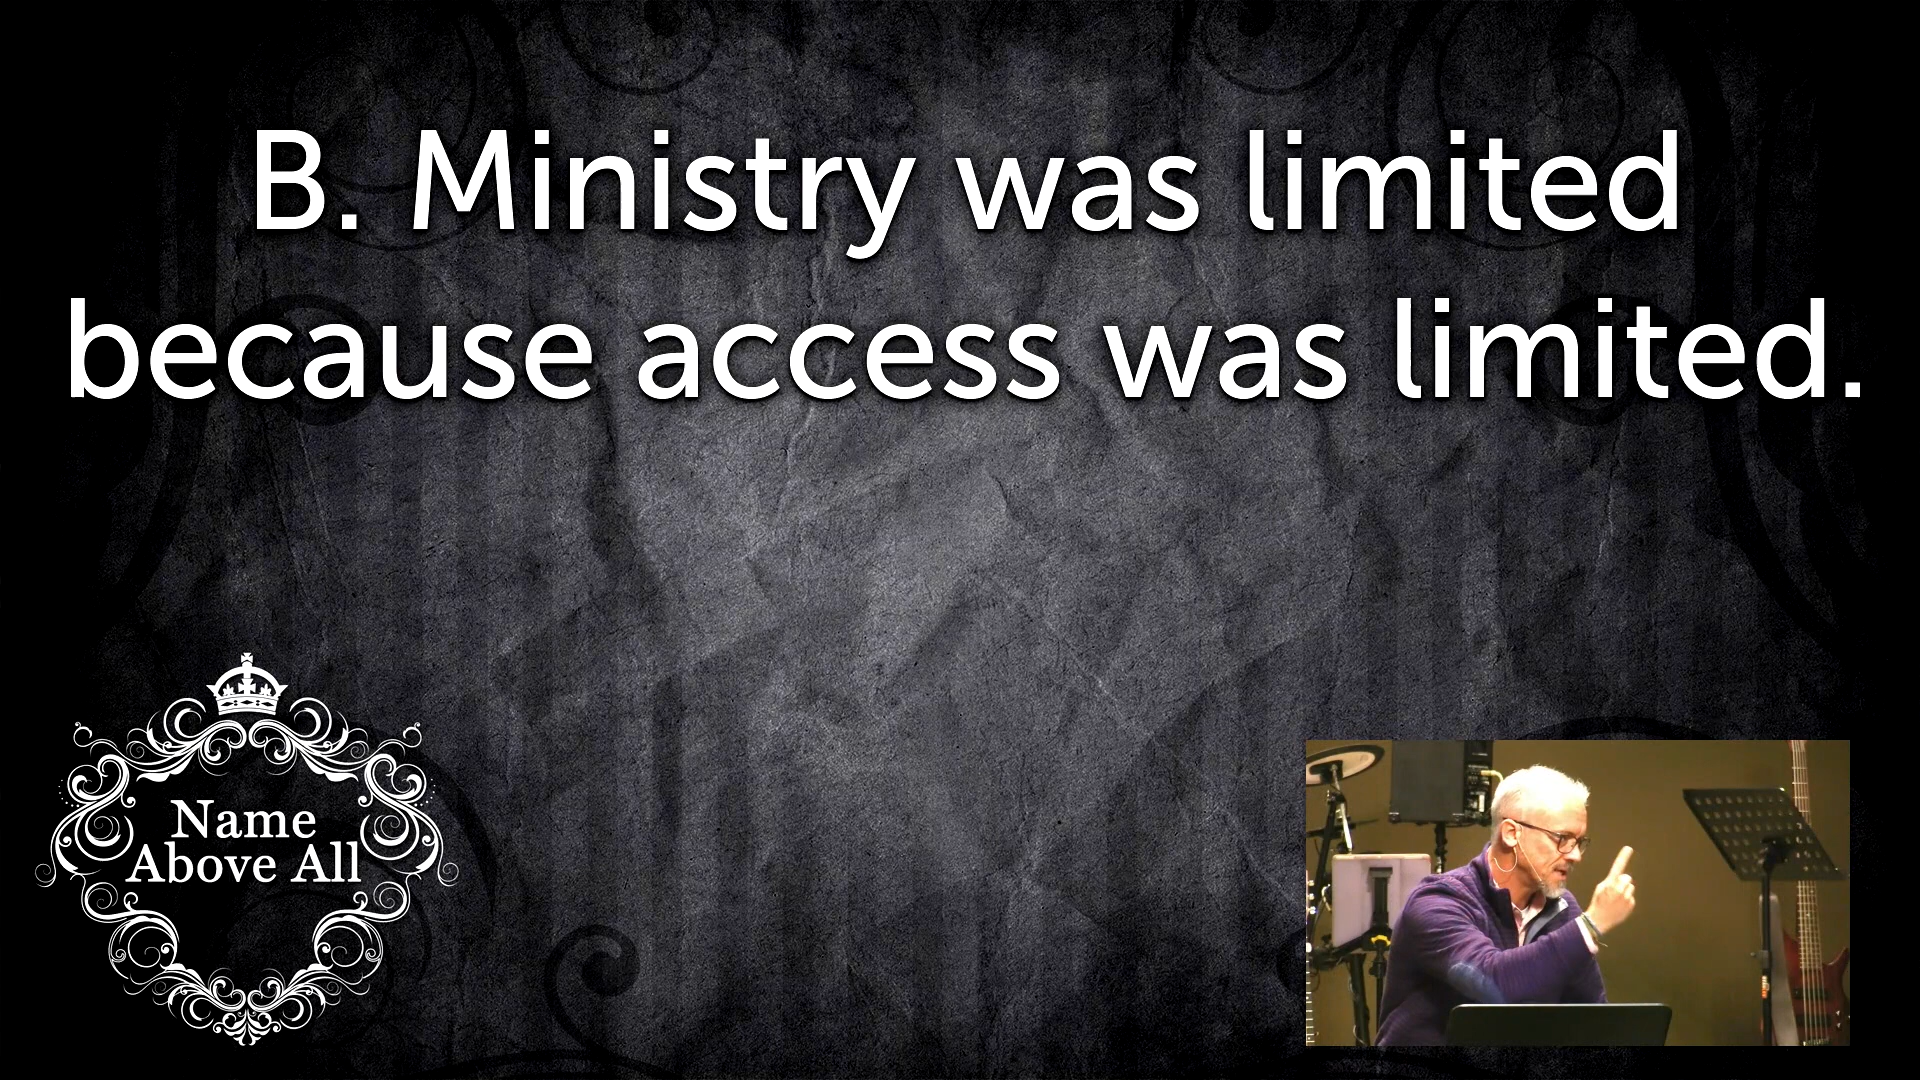 B. Ministry was limited
because access was limited.
Name
Above All